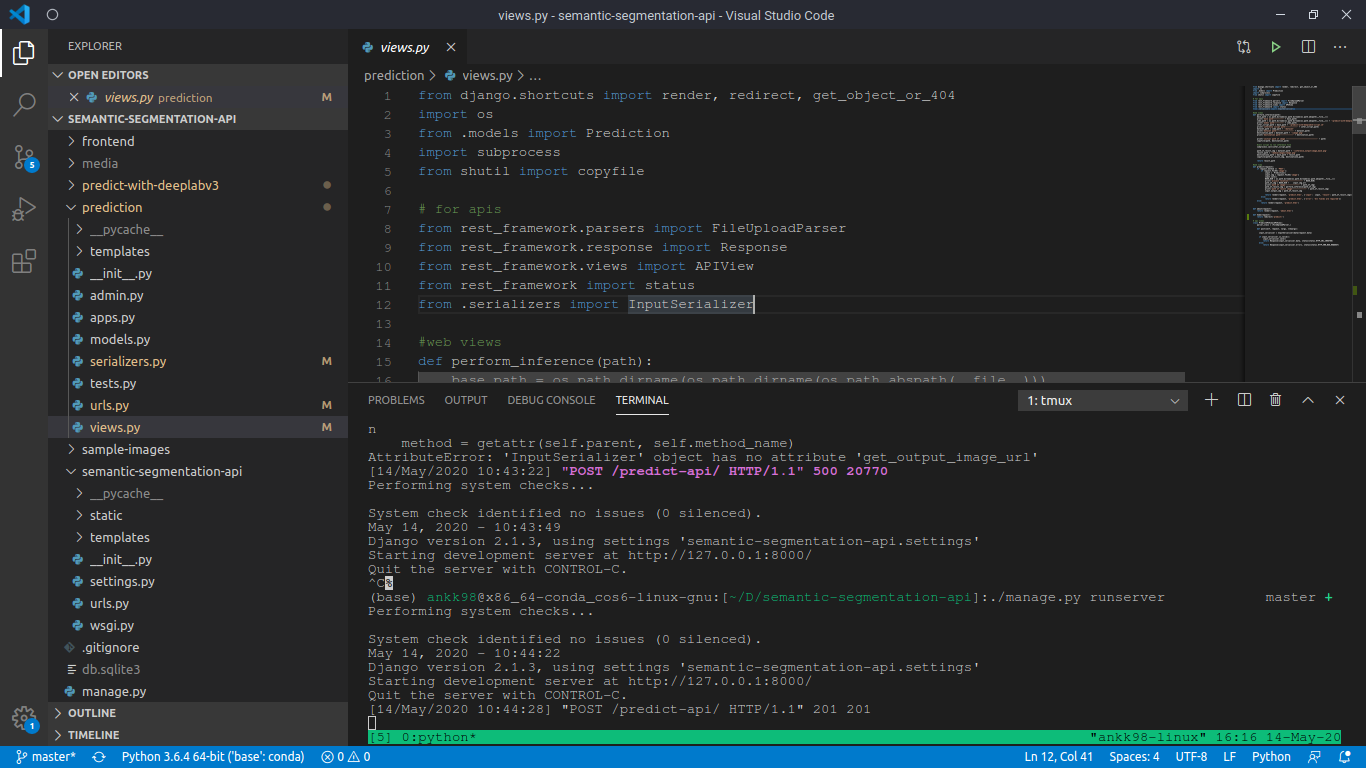 views.py - semantic-segmentation-api - Visual Studio Code
EXPLORER
OPEN EDITORS
views.py prediction M
SEMANTIC-SEGMENTATION-API
frontend
media
predict-with-deeplabv3
prediction
__pycache__
templates
__init__.py
admin.py
apps.py
models.py
serializers.py M
tests.py
urls.py M
views.py M
sample-images
semantic-segmentation-api
__pycache__
static
templates
__init__.py
settings.py
urls.py
wsgi.py
.gitignore
db.sqlite3
manage.py
OUTLINE
TIMELINE
5
1
views.py
prediction > views.py > ...
1 from django.shortcuts import render, redirect, get_object_or_404
2 import os
3 from .models import Prediction
4 import subprocess
5 from shutil import copyfile
6
7 # for apis
8 from rest_framework.parsers import FileUploadParser
9 from rest_framework.response import Response
10 from rest_framework.views import APIView
11 from rest_framework import status
12 from .serializers import InputSerializer
13
14 #web views
15 def perform_inference(path):
16 base_path = os.path.dirname(os.path.dirname(os.path.abspath(__file__)))
PROBLEMS OUTPUT DEBUG CONSOLE TERMINAL 1: tmux
n
method = getattr(self.parent, self.method_name)
AttributeError: 'InputSerializer' object has no attribute 'get_output_image_url'
[14/May/2020 10:43:22] "POST /predict-api/ HTTP/1.1" 500 20770
Performing system checks...
System check identified no issues (0 silenced).
May 14, 2020 - 10:43:49
Django version 2.1.3, using settings 'semantic-segmentation-api.settings'
Starting development server at http://127.0.0.1:8000/
Quit the server with CONTROL-C.
^C%
(base) ankk98@x86_64-conda_cos6-linux-gnu:[~/D/semantic-segmentation-api]:./manage.py runserver master +
Performing system checks...
System check identified no issues (0 silenced).
May 14, 2020 - 10:44:22
Django version 2.1.3, using settings 'semantic-segmentation-api.settings'
Starting development server at http://127.0.0.1:8000/
Quit the server with CONTROL-C.
[14/May/2020 10:44:28] "POST /predict-api/ HTTP/1.1" 201 201
[5] 0:python* "ankk98-linux" 16:16 14-May-20
master* Python 3.6.4 64-bit ('base': conda) 0 0 Ln 12, Col 41 Spaces: 4 UTF-8 LF Python